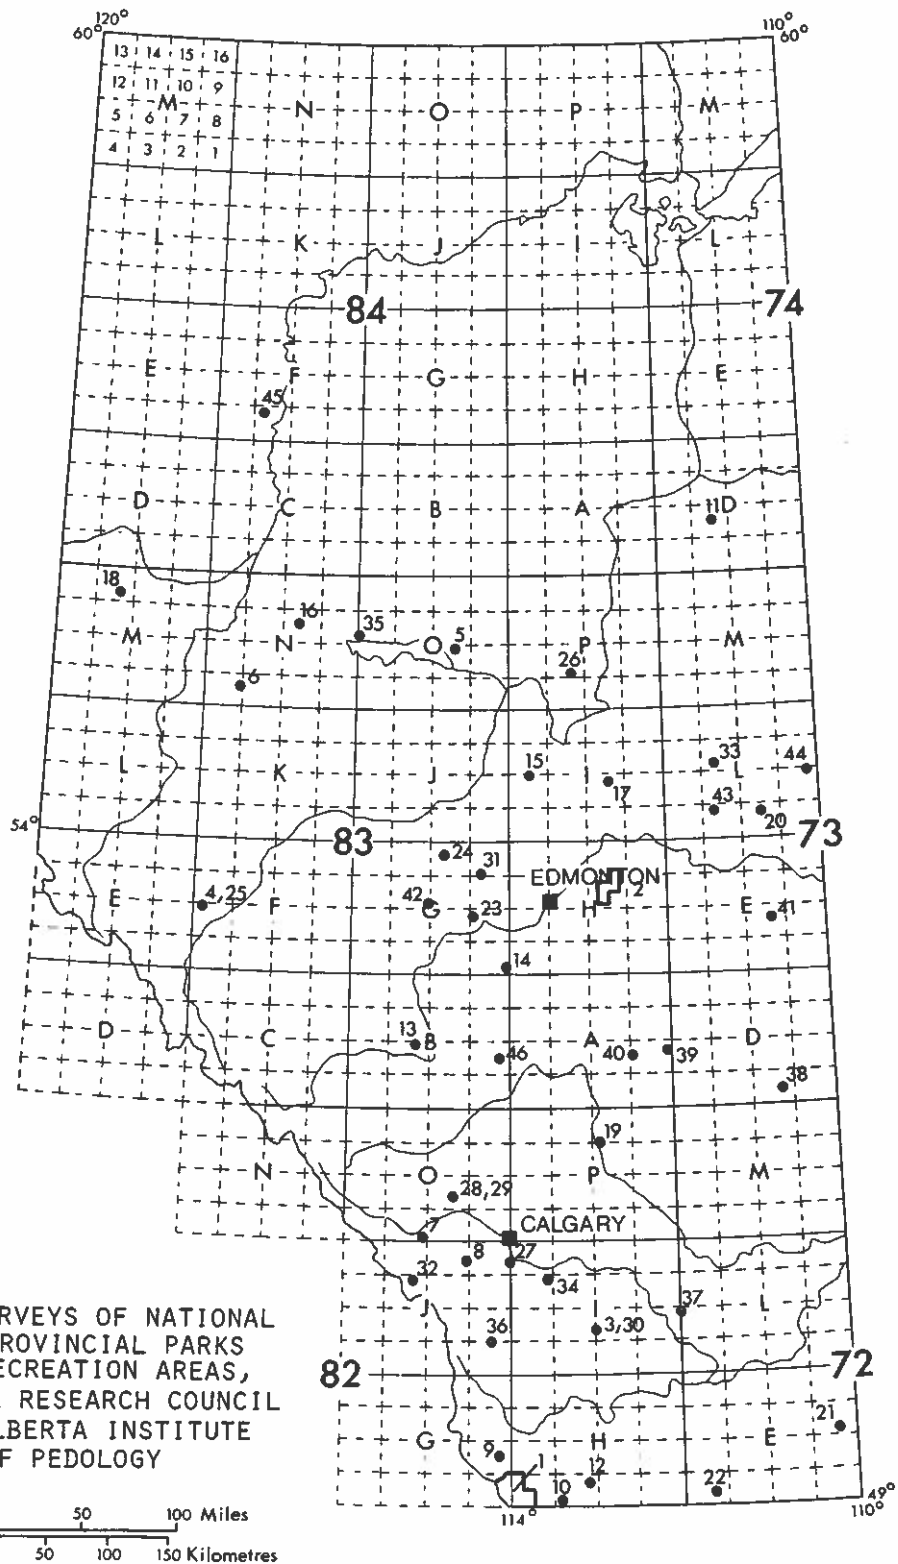 120°
110°
60°
60°
13 14 15 16
12 11 10 9
M N O P M
5 6 7 8
4 3 2 1
L K J I L
84
74
E F G H E
45
D C B A 11 D
18
16
35
M N O 5 P M
26
6
33
15
44
L K J I L
17
43
20
54°
83
73
24
31
EDMONTON
4,25
42
2
E F G 23 H E 41
14
D C 13 B A D
46
40 39
38
19
N O P M
28,29
CALGARY
7
8
27
32
34
J I L
3,30
37
36
82
72
21
G H E
9
1
12
10
22
49°
114°
110°
RVEYS OF NATIONAL
ROVINCIAL PARKS
ECREATION AREAS,
RESEARCH COUNCIL
LBERTA INSTITUTE
F PEDOLOGY
50 100 Miles
50 100 150 Kilometres